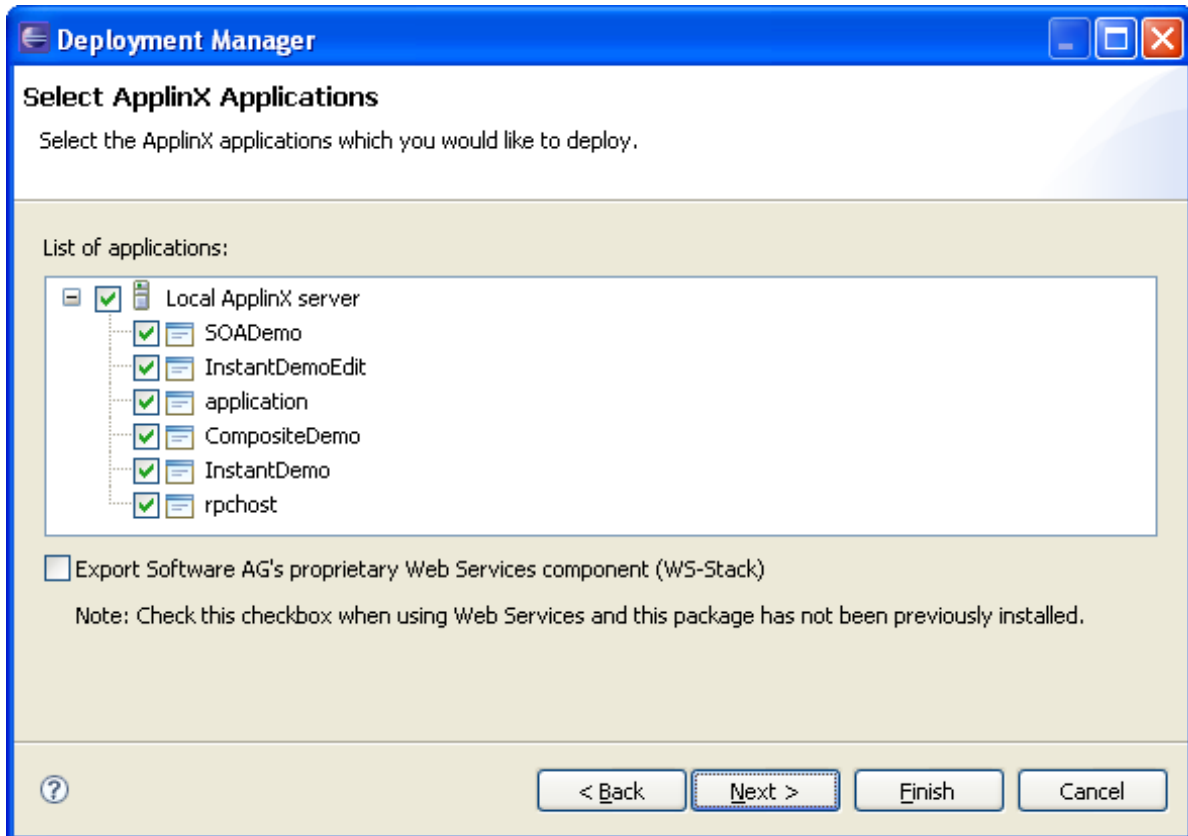 Deployment Manager
Select ApplinX Applications
Select the ApplinX applications which you would like to deploy.
List of applications:
Local ApplinX server
SOADemo
InstantDemoEdit
application
CompositeDemo
InstantDemo
rpchost
Export Software AG's proprietary Web Services component (WS-Stack)
Note: Check this checkbox when using Web Services and this package has not been previously installed.
? < Back Next > Finish Cancel